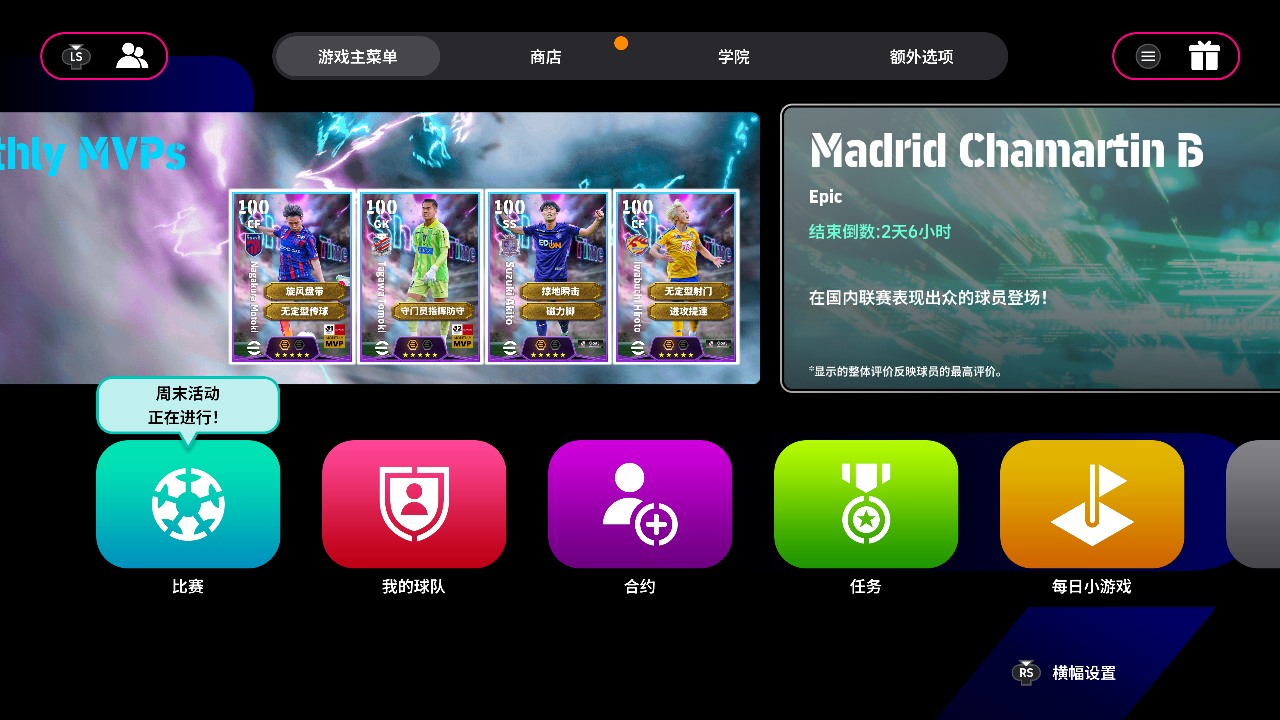 LS
游戏主菜单
商店
学院
额外选项
thly MVPs
100
CF
Nagakura Motoki
旋风盘带
无定型传球
100
GK
Tagawa Tomoki
守门员指挥防守
100
SS
Suzuki Akito
掠地瞬击
磁力脚
100
CF
Iwabuchi Hiroto
无定型射门
进攻提速
Madrid Chamartin B
Epic
结束倒数:2天6小时
在国内联赛表现出众的球员登场！
*显示的整体评价反映球员的最高评价。
周末活动
正在进行！
比赛
我的球队
合约
任务
每日小游戏
RS
横幅设置